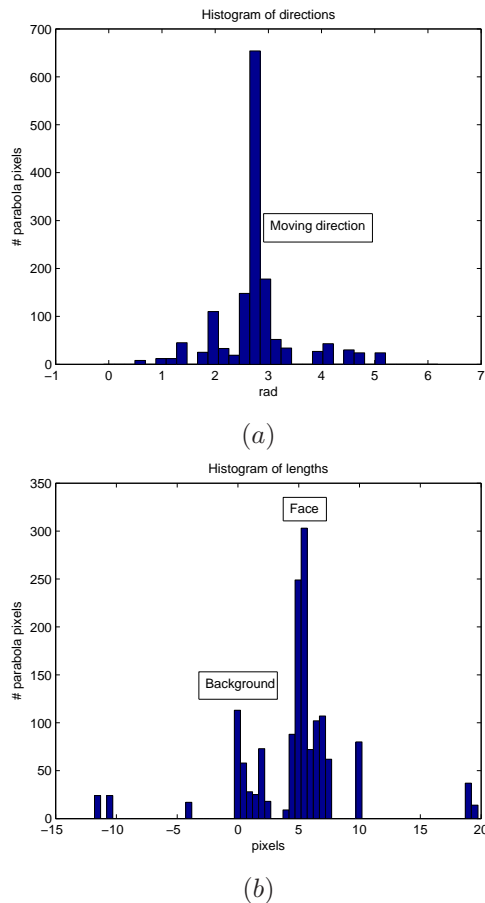 Histogram of directions
700
600
500
400
300
200
100
0
# parabola pixels
Moving direction
−1 0 1 2 3 4 5 6 7
rad
(a)
Histogram of lengths
350
300
250
200
150
100
50
0
# parabola pixels
Face
Background
−15 −10 −5 0 5 10 15 20
pixels
(b)